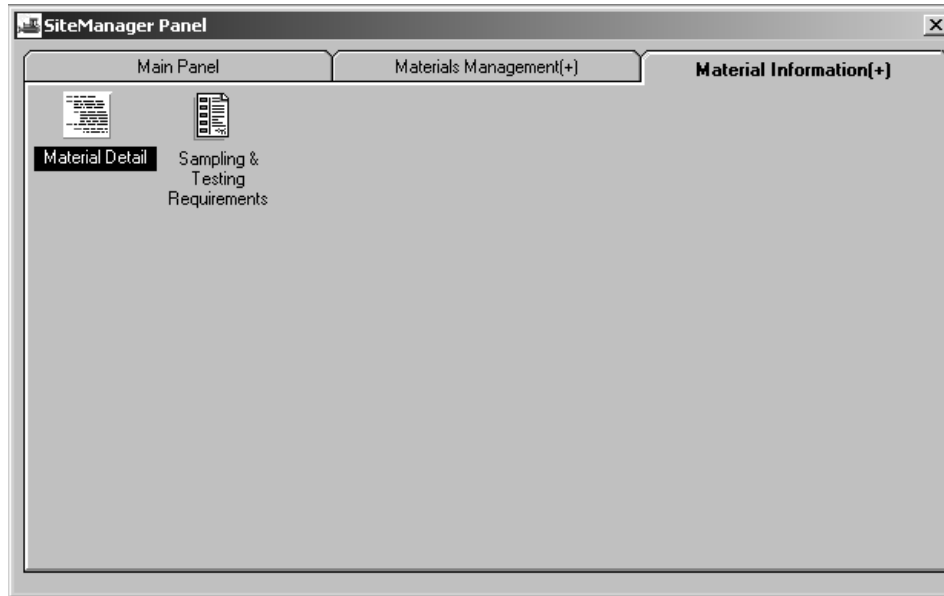 SiteManager Panel
Main Panel
Materials Management(+)
Material Information(+)
Material Detail
Sampling &
Testing
Requirements